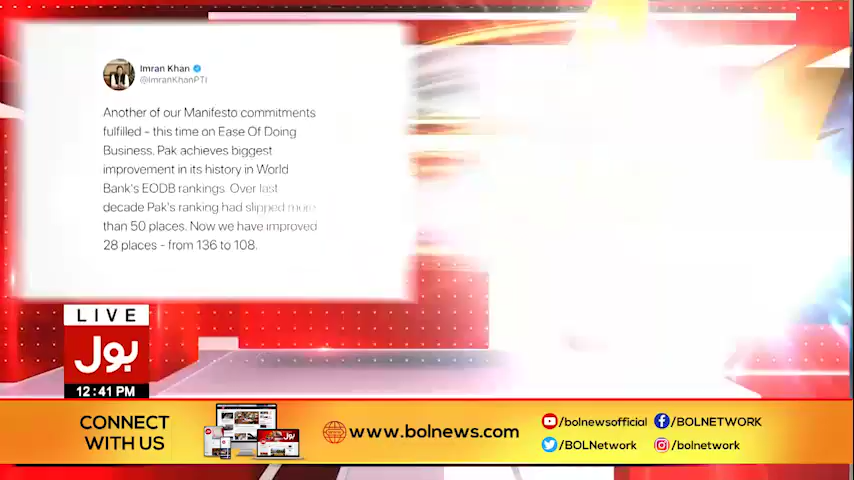 Imran Khan
@ImranKhanPTI
Another of our Manifesto commitments
fulfilled - this time on Ease Of Doing
Business. Pak achieves biggest
improvement in its history in World
Bank's EODB rankings. Over last
decade Pak's ranking had slipped more
than 50 places. Now we have improved
28 places - from 136 to 108.
LIVE
بول
12:41 PM
CONNECT
WITH US
بول
www.bolnews.com
/bolnewsofficial
/BOLNETWORK
/BOLNetwork
/bolnetwork